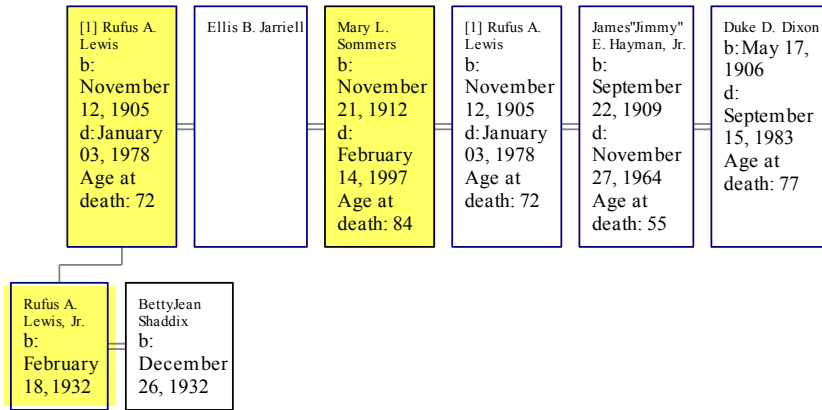 [1] Rufus A.
Lewis
b:
November
12, 1905
d:January
03, 1978
Age at
death: 72
Ellis B. Jarriell
Mary L.
Sommers
b:
November
21, 1912
d:
February
14, 1997
Age at
death: 84
[1] Rufus A.
Lewis
b:
November
12, 1905
d:January
03, 1978
Age at
death: 72
James"Jimmy"
E. Hayman, Jr.
b:
September
22, 1909
d:
November
27, 1964
Age at
death: 55
Duke D. Dixon
b:May 17,
1906
d:
September
15, 1983
Age at
death: 77
Rufus A.
Lewis, Jr.
b:
February
18, 1932
BettyJean
Shaddix
b:
December
26, 1932